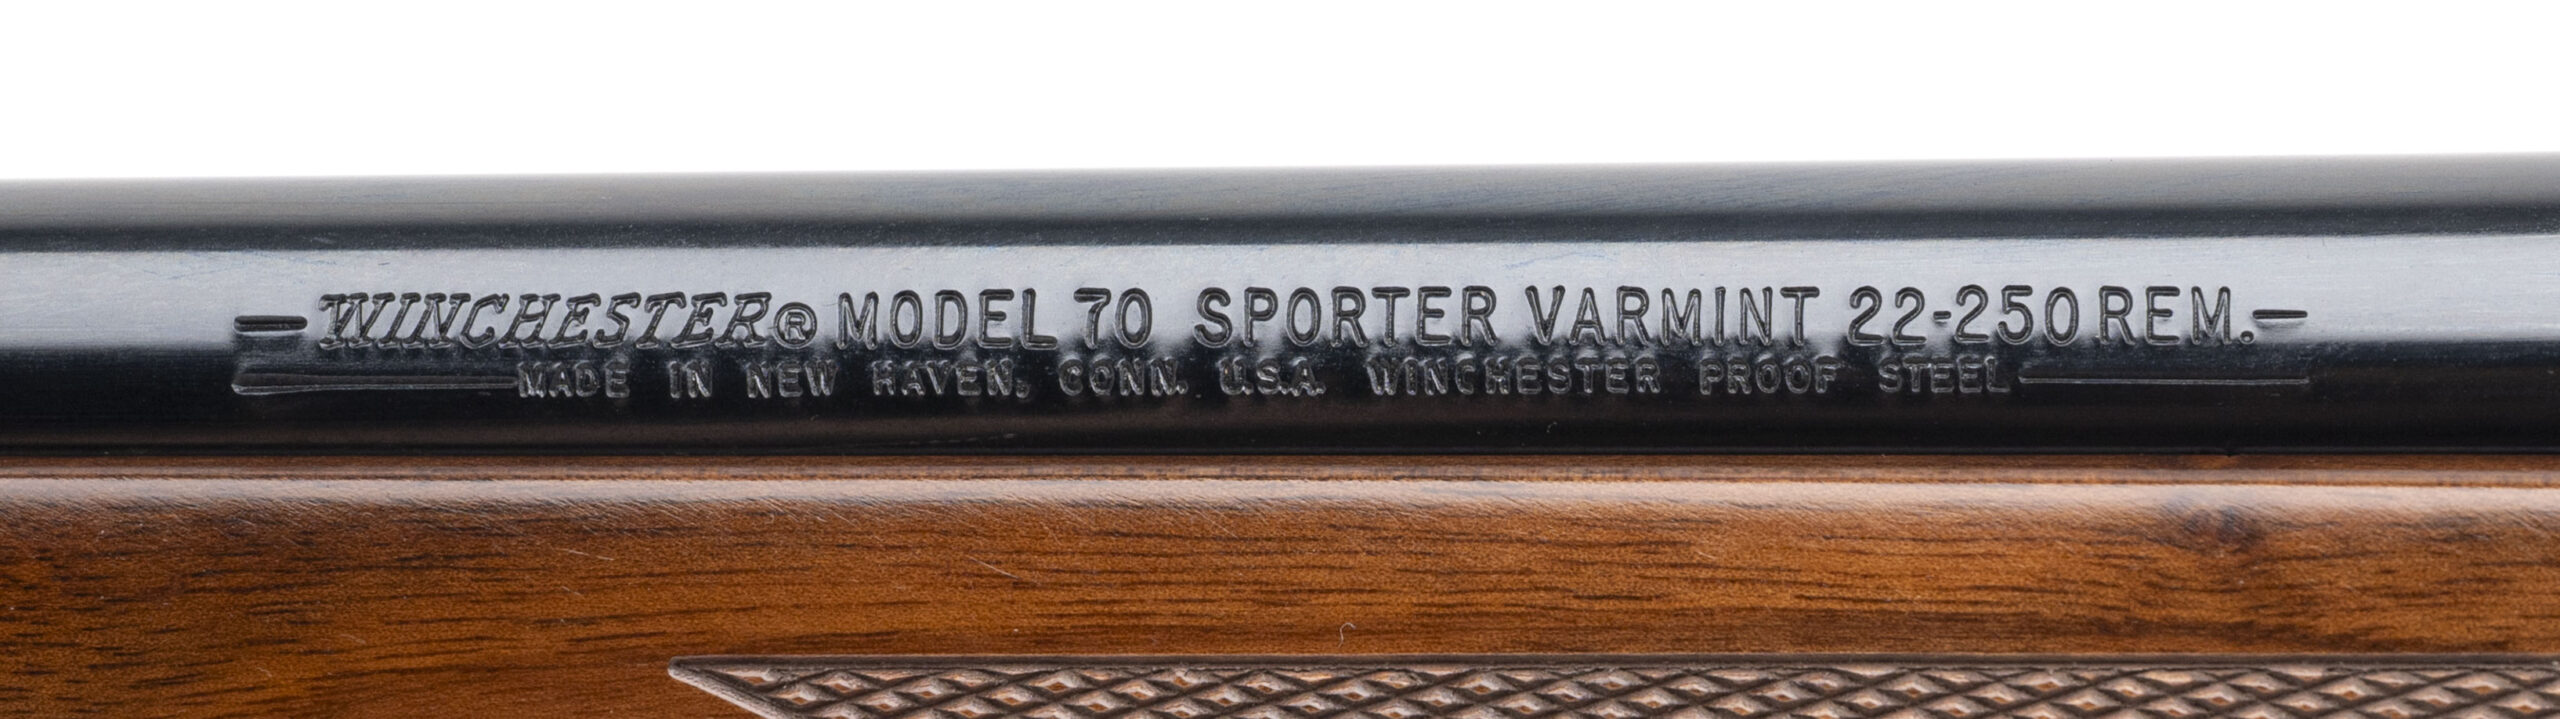 — WINCHESTER® MODEL 70 SPORTER VARMINT 22-250 REM. —
MADE IN NEW HAVEN, CONN. U.S.A. WINCHESTER PROOF STEEL